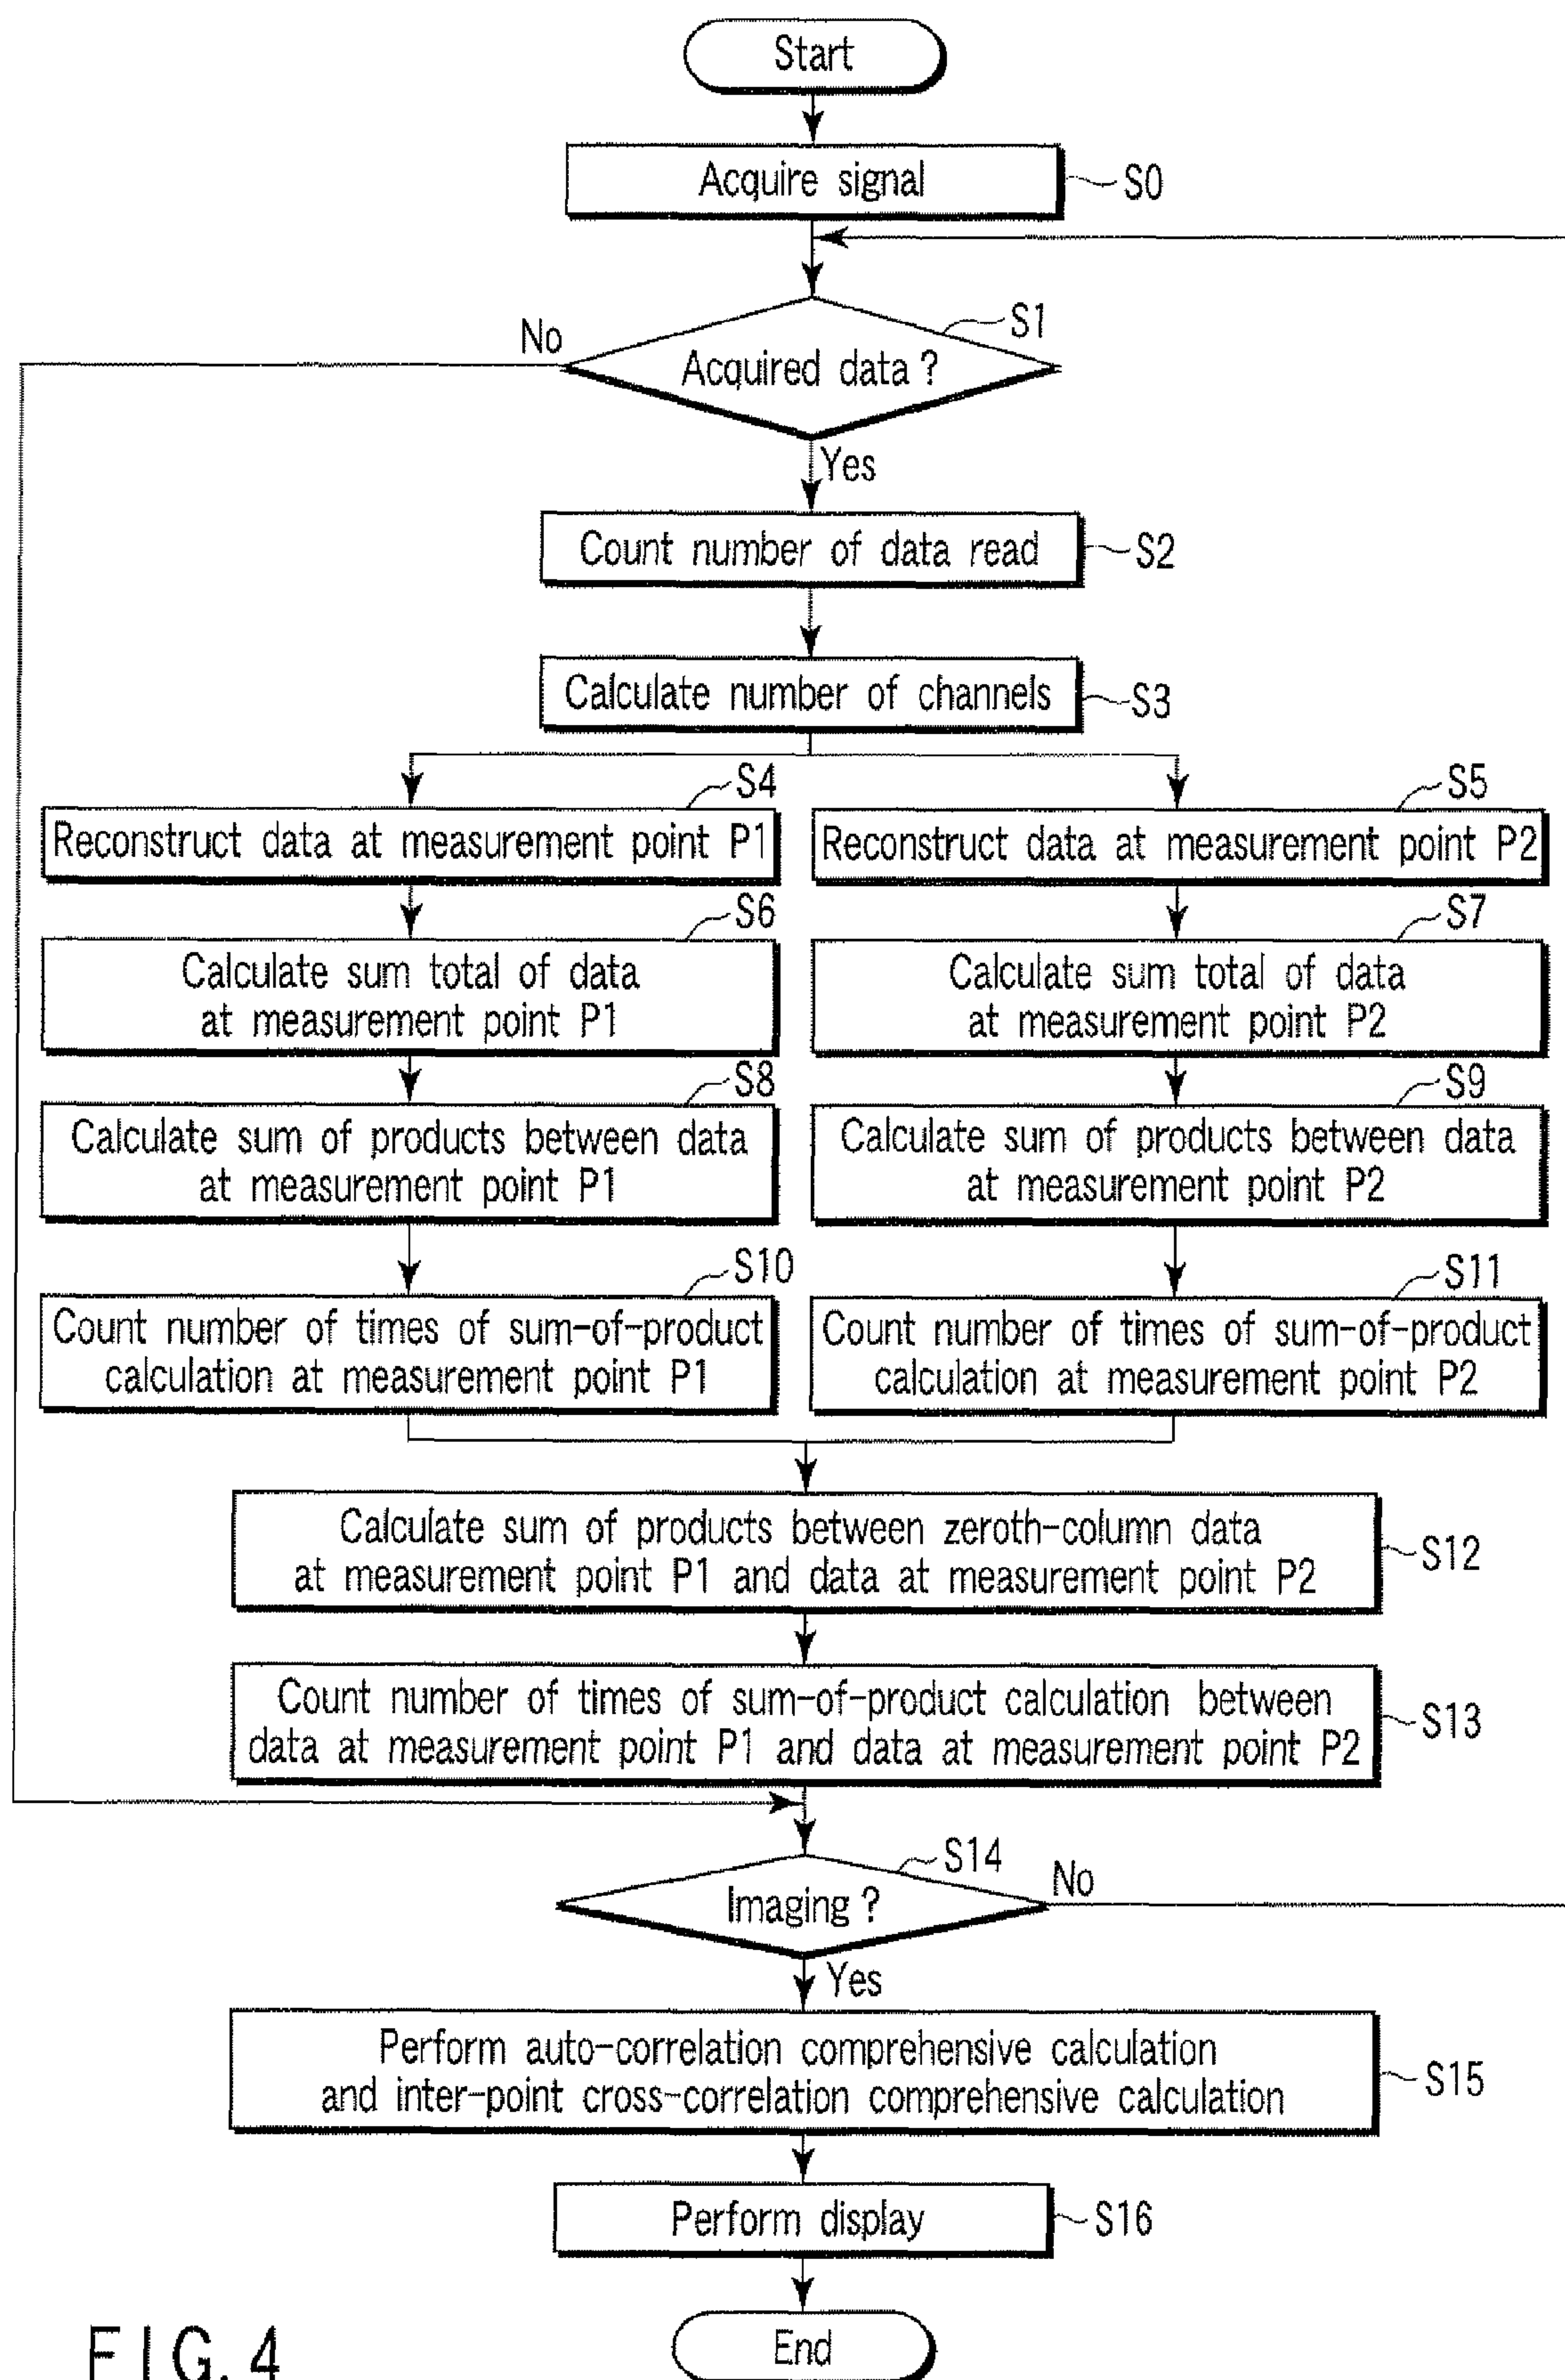 Start
Acquire signal
S0
S1
No
Acquired data ?
Yes
Count number of data read
S2
Calculate number of channels
S3
S4
Reconstruct data at measurement point P1
S5
Reconstruct data at measurement point P2
S6
Calculate sum total of data
at measurement point P1
S7
Calculate sum total of data
at measurement point P2
S8
Calculate sum of products between data
at measurement point P1
S9
Calculate sum of products between data
at measurement point P2
S10
Count number of times of sum-of-product
calculation at measurement point P1
S11
Count number of times of sum-of-product
calculation at measurement point P2
Calculate sum of products between zeroth-column data
at measurement point P1 and data at measurement point P2
S12
Count number of times of sum-of-product calculation between
data at measurement point P1 and data at measurement point P2
S13
S14
Imaging ?
No
Yes
Perform auto-correlation comprehensive calculation
and inter-point cross-correlation comprehensive calculation
S15
Perform display
S16
End
FIG. 4